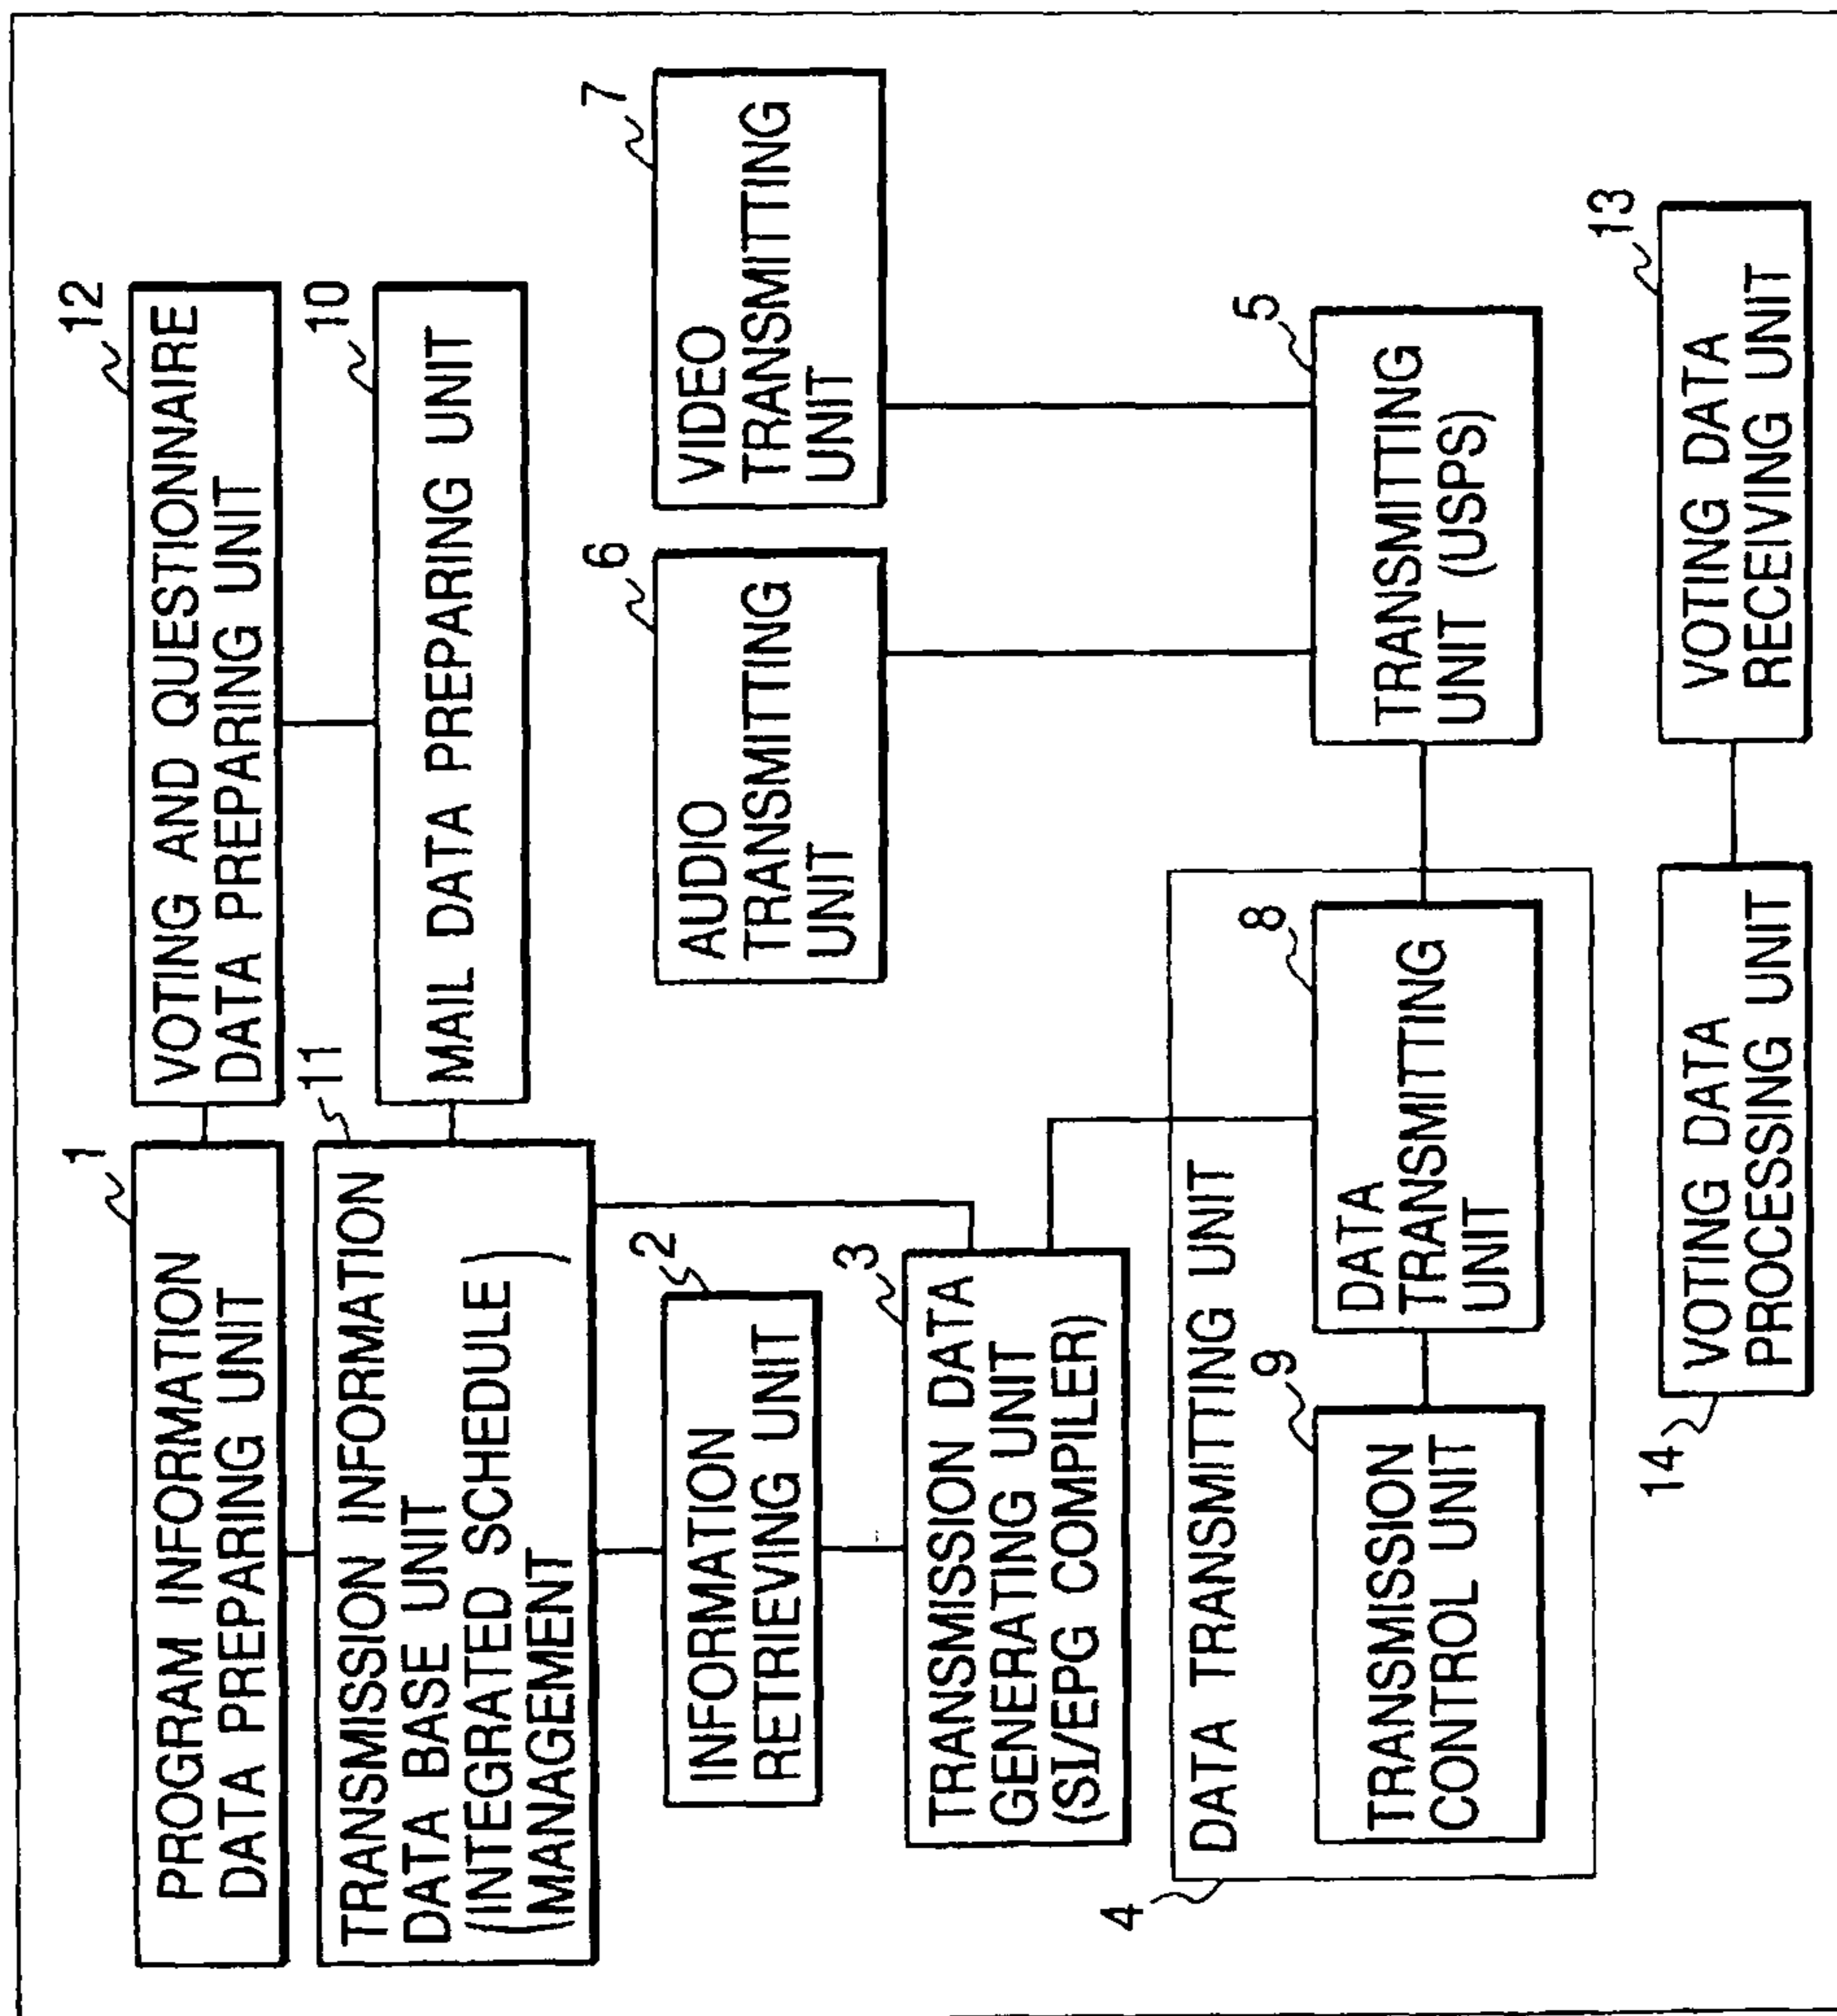 1
PROGRAM INFORMATION
DATA PREPARING UNIT
12
VOTING AND QUESTIONNAIRE
DATA PREPARING UNIT
11
TRANSMISSION INFORMATION
DATA BASE UNIT
(INTEGRATED SCHEDULE
MANAGEMENT)
10
MAIL DATA PREPARING UNIT
2
INFORMATION
RETRIEVING UNIT
6
AUDIO
TRANSMITTING
UNIT
7
VIDEO
TRANSMITTING
UNIT
3
TRANSMISSION DATA
GENERATING UNIT
(SI/EPG COMPILER)
4
DATA TRANSMITTING UNIT
9
TRANSMISSION
CONTROL UNIT
8
DATA
TRANSMITTING
UNIT
5
TRANSMITTING
UNIT (USPS)
14
VOTING DATA
PROCESSING UNIT
13
VOTING DATA
RECEIVING UNIT